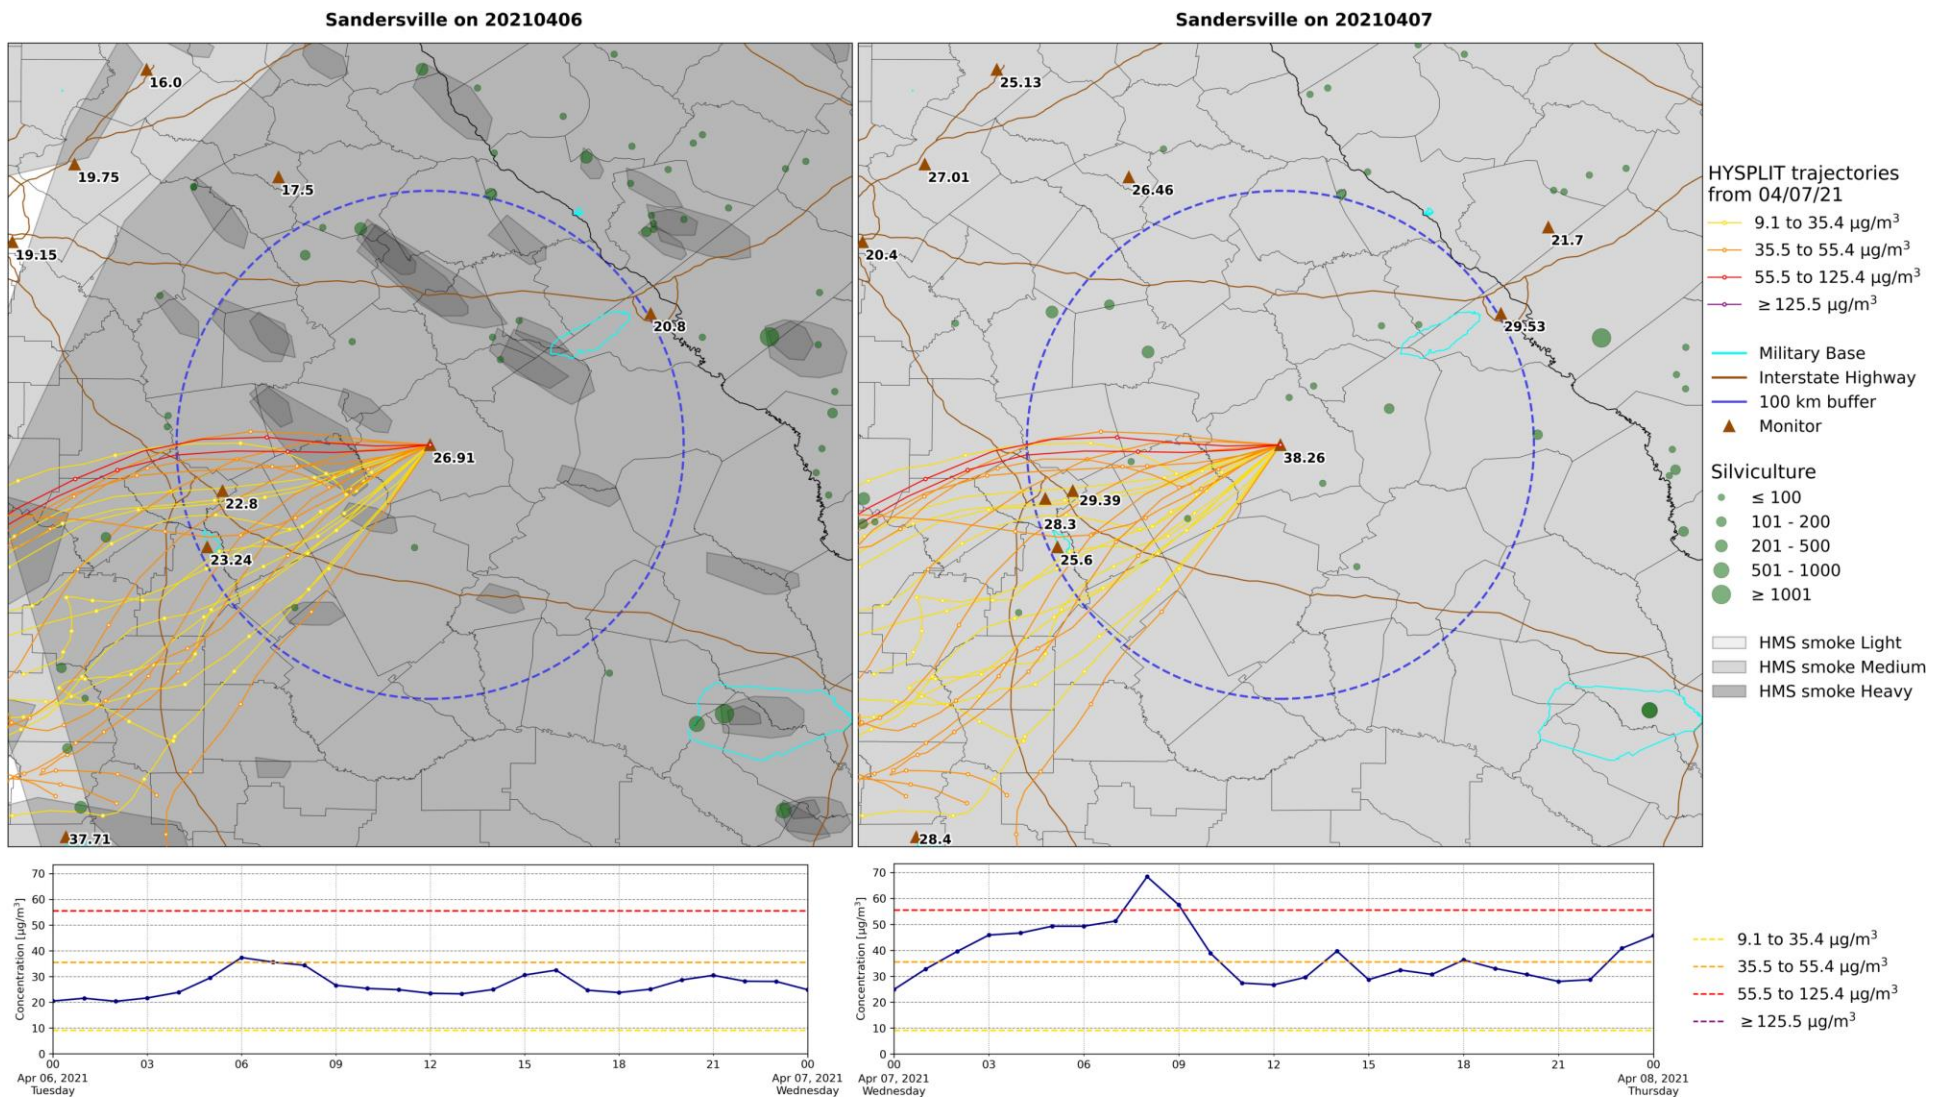 Sandersville on 20210406
Sandersville on 20210407
16.0
19.75
17.5
19.15
20.8
26.91
22.8
23.24
37.71
25.13
27.01
26.46
20.4
21.7
29.53
38.26
29.39
28.3
25.6
28.4
HYSPLIT trajectories
from 04/07/21
9.1 to 35.4 μg/m³
35.5 to 55.4 μg/m³
55.5 to 125.4 μg/m³
≥ 125.5 μg/m³
Military Base
Interstate Highway
100 km buffer
Monitor
Silviculture
≤ 100
101 - 200
201 - 500
501 - 1000
≥ 1001
HMS smoke Light
HMS smoke Medium
HMS smoke Heavy
Concentration [μg/m³]
70
60
50
40
30
20
10
0
00 03 06 09 12 15 18 21 00
Apr 06, 2021
Tuesday
Apr 07, 2021
Wednesday
Concentration [μg/m³]
70
60
50
40
30
20
10
0
00 03 06 09 12 15 18 21 00
Apr 07, 2021
Wednesday
Apr 08, 2021
Thursday
9.1 to 35.4 μg/m³
35.5 to 55.4 μg/m³
55.5 to 125.4 μg/m³
≥ 125.5 μg/m³